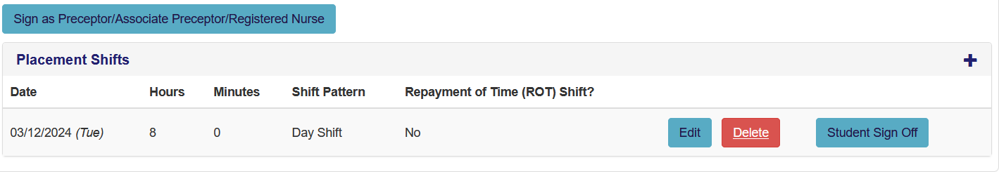 Sign as Preceptor/Associate Preceptor/Registered Nurse
Placement Shifts
Date Hours Minutes Shift Pattern Repayment of Time (ROT) Shift?
03/12/2024 (Tue) 8 0 Day Shift No Edit Delete Student Sign Off